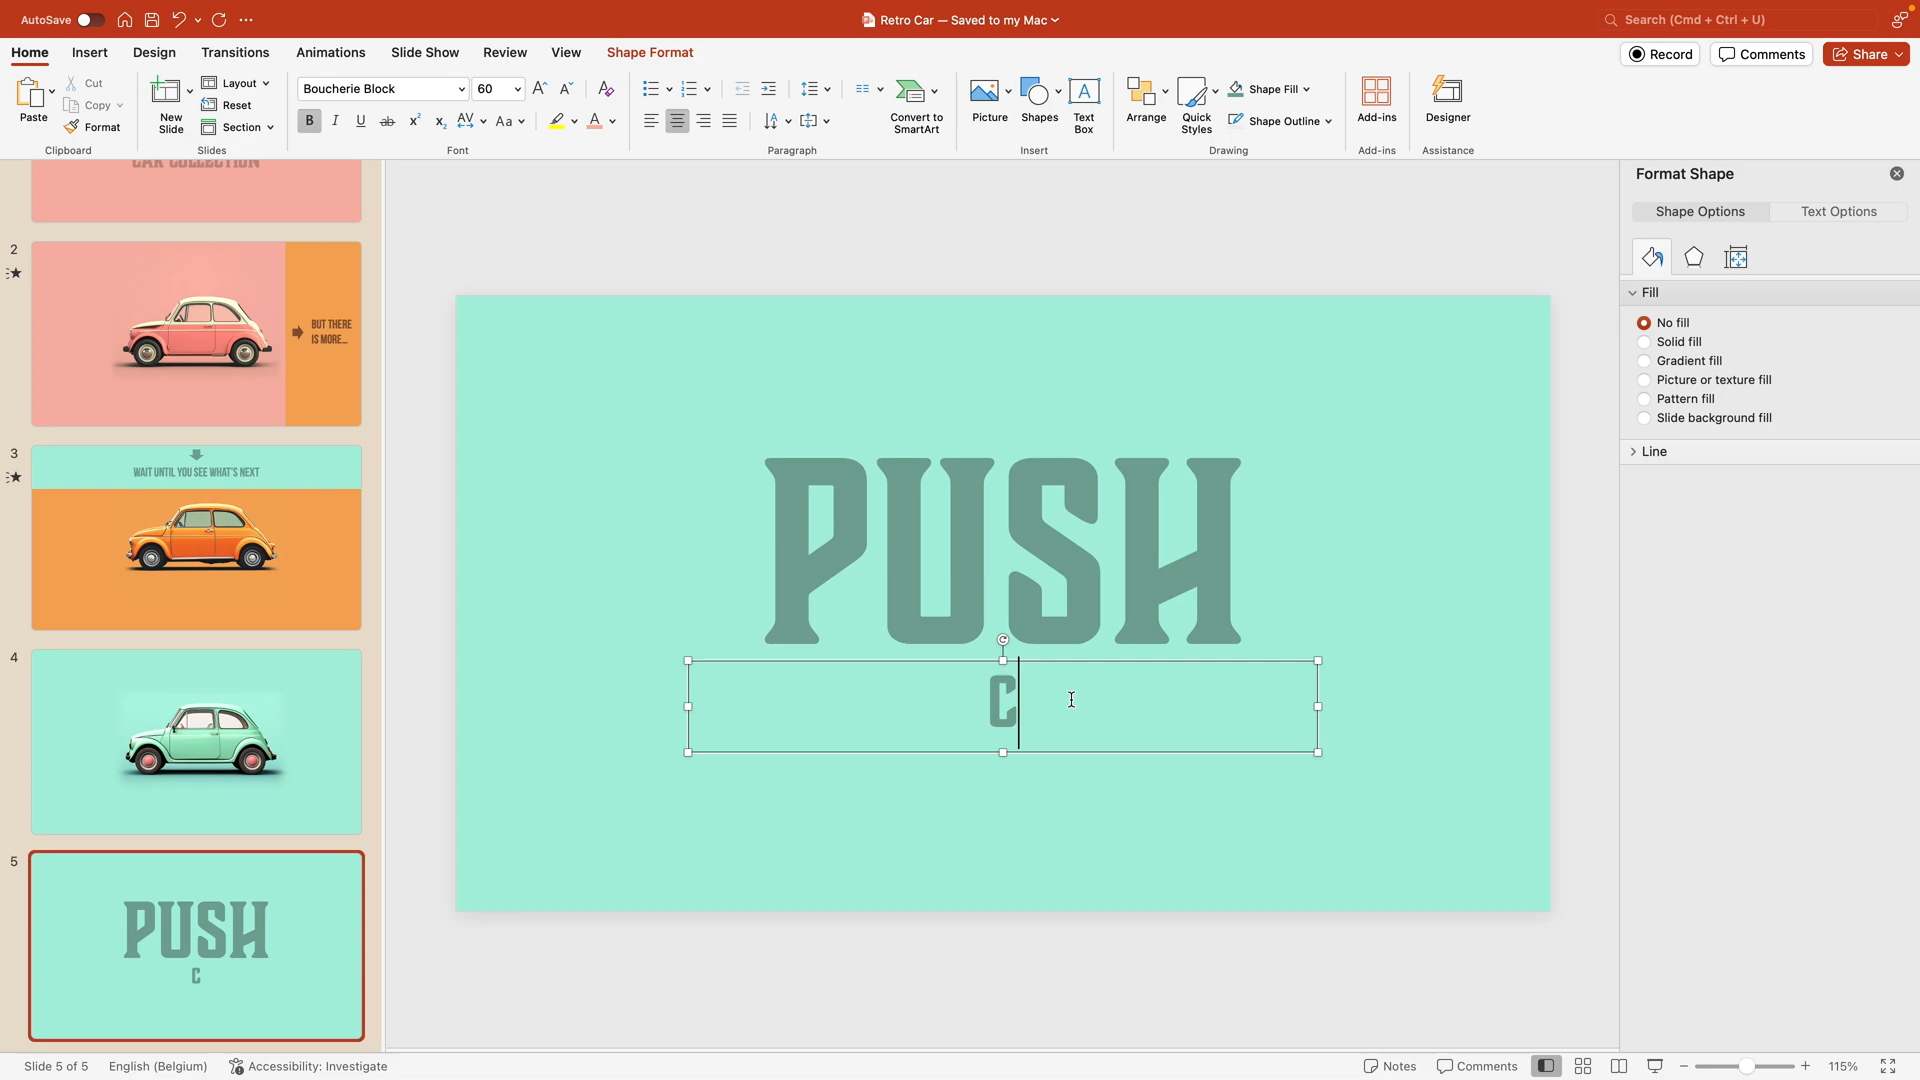 AutoSave
Retro Car — Saved to my Mac
Search (Cmd + Ctrl + U)
Home
Insert
Design
Transitions
Animations
Slide Show
Review
View
Shape Format
Record
Comments
Share
Paste
Cut
Copy
Format
Clipboard
New
Slide
Layout
Reset
Section
Slides
Boucherie Block
60
Font
Paragraph
Convert to
SmartArt
Picture
Shapes
Text
Box
Insert
Arrange
Quick
Styles
Shape Fill
Shape Outline
Drawing
Add-ins
Add-ins
Designer
Assistance
CAR COLLECTION
2
BUT THERE
IS MORE...
3
WAIT UNTIL YOU SEE WHAT'S NEXT
4
5
PUSH
C
PUSH
C
Format Shape
Shape Options
Text Options
Fill
No fill
Solid fill
Gradient fill
Picture or texture fill
Pattern fill
Slide background fill
Line
Slide 5 of 5
English (Belgium)
Accessibility: Investigate
Notes
Comments
115%